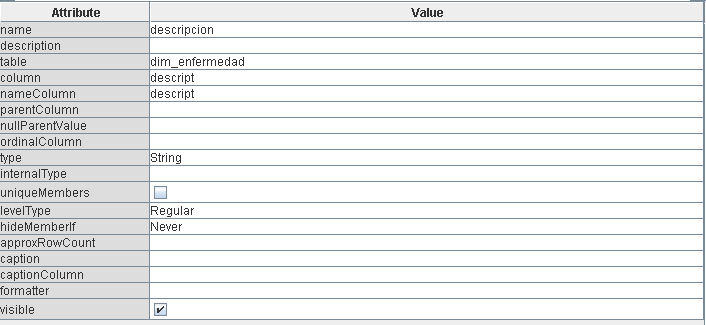 Attribute Value
name descripcion
description
table dim_enfermedad
column descript
nameColumn descript
parentColumn
nullParentValue
ordinalColumn
type String
internalType
uniqueMembers
levelType Regular
hideMemberIf Never
approxRowCount
caption
captionColumn
formatter
visible